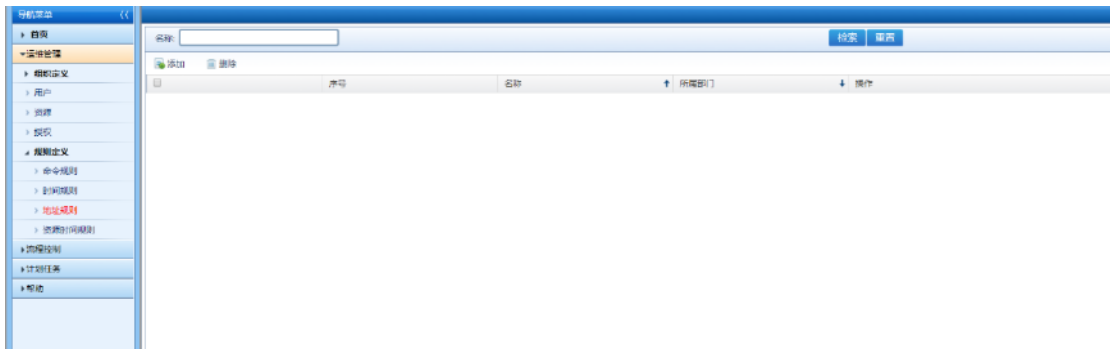 导航菜单
首页
运维管理
组织定义
用户
资源
授权
规则定义
命令规则
时间规则
地址规则
资源时间规则
流程控制
计划任务
帮助
名称: 检索 重置
添加 删除
序号 名称 所属部门 操作